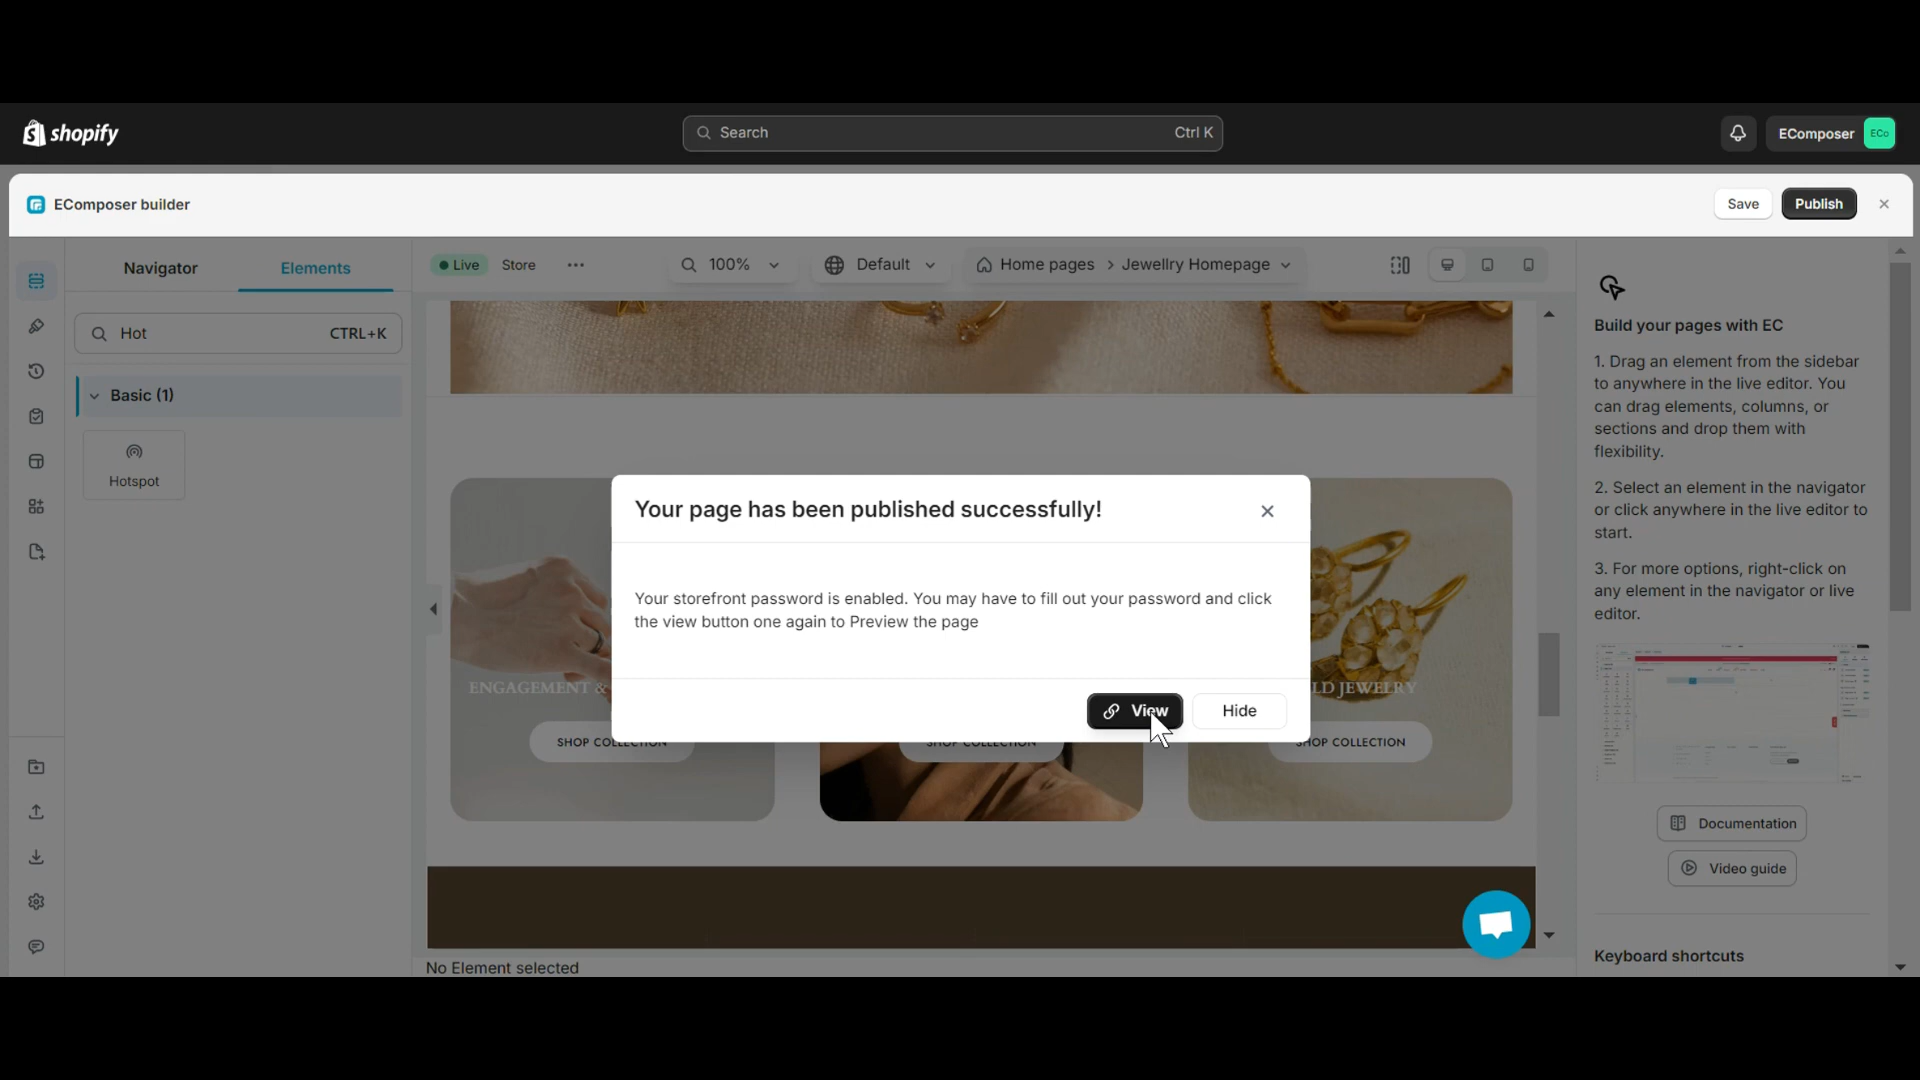 shopify
Search
Ctrl K
EComposer
ECo
EComposer builder
Save
Publish
Navigator
Elements
Live
Store
100%
Default
Home pages
Jewellry Homepage
Hot
CTRL+K
Basic (1)
Hotspot
Build your pages with EC
1. Drag an element from the sidebar
to anywhere in the live editor. You
can drag elements, columns, or
sections and drop them with
flexibility.
2. Select an element in the navigator
or click anywhere in the live editor to
start.
3. For more options, right-click on
any element in the navigator or live
editor.
Your page has been published successfully!
Your storefront password is enabled. You may have to fill out your password and click
the view button one again to Preview the page
View
Hide
ENGAGEMENT &
LD JEWELRY
SHOP COLLECTION
SHOP COLLECTION
SHOP COLLECTION
Documentation
Video guide
Keyboard shortcuts
No Element selected